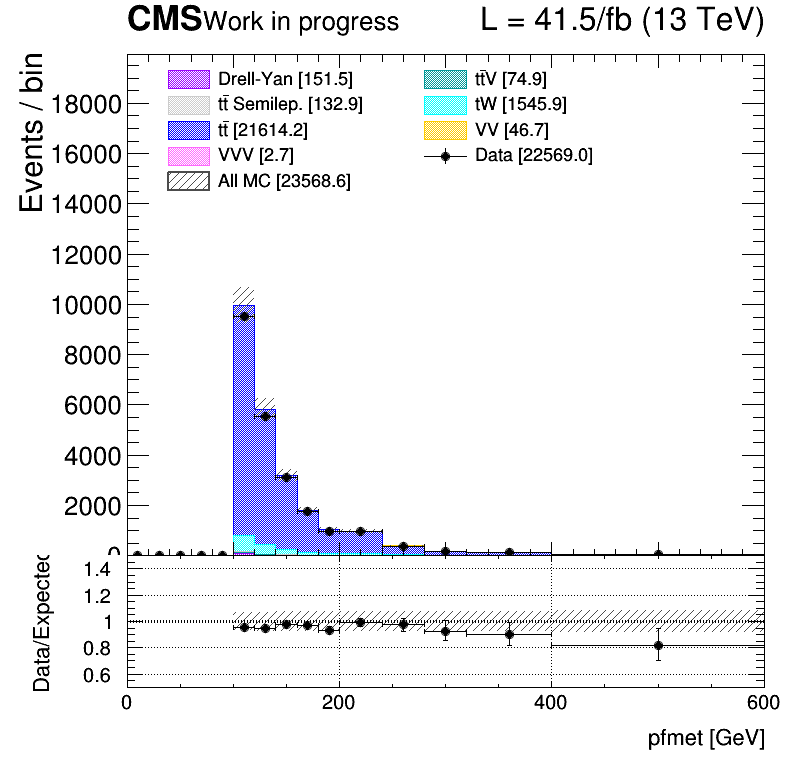 CMS Work in progress L = 41.5/fb (13 TeV)
Events / bin
Drell-Yan [151.5] tt̄V [74.9]
tt̄ Semilep. [132.9] tW [1545.9]
tt̄ [21614.2] VV [46.7]
VVV [2.7] Data [22569.0]
All MC [23568.6]
18000
16000
14000
12000
10000
8000
6000
4000
2000
0
Data/Expected
1.4
1.2
1
0.8
0.6
0 200 400 600
pfmet [GeV]